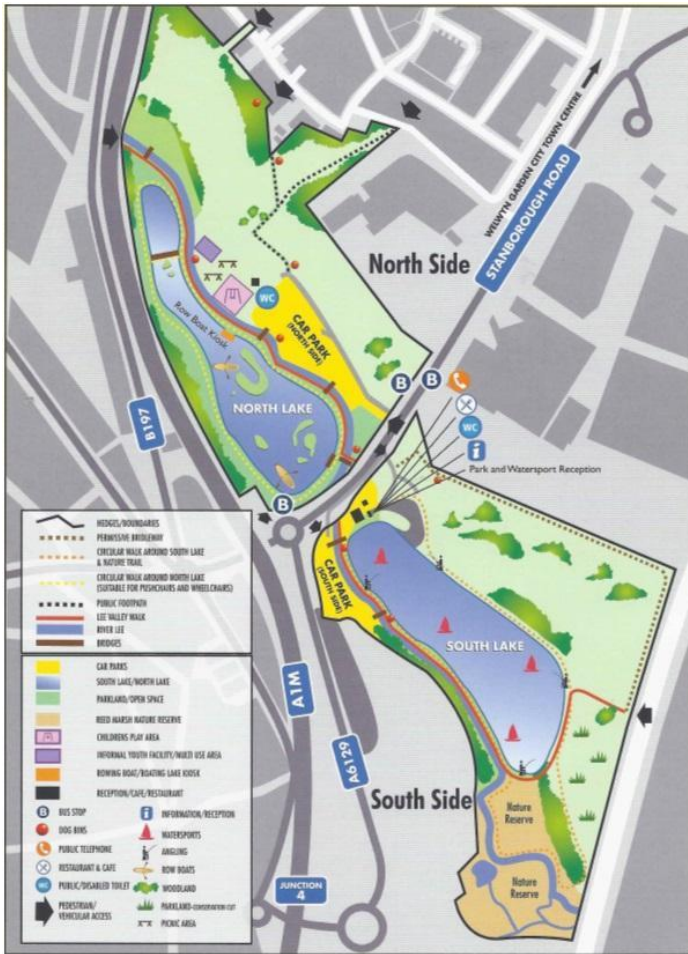 WELWYN GARDEN CITY TOWN CENTRE
STANBOROUGH ROAD
North Side
WC
CAR PARK
(NORTH SIDE)
Row Boat Kiosk
NORTH LAKE
B197
B
B
B
WC
i
Park and Watersport Reception
CAR PARK
(SOUTH SIDE)
SOUTH LAKE
A1M
A6129
South Side
Nature
Reserve
Nature
Reserve
JUNCTION
4
HEDGES/BOUNDARIES
PERMISSIVE BRIDLEWAY
CIRCULAR WALK AROUND SOUTH LAKE
& NATURE TRAIL
CIRCULAR WALK AROUND NORTH LAKE
(SUITABLE FOR PUSHCHAIRS AND WHEELCHAIRS)
PUBLIC FOOTPATH
LEE VALLEY WALK
RIVER LEE
BRIDGES
CAR PARKS
SOUTH LAKE/NORTH LAKE
PARKLAND/OPEN SPACE
REED MARSH NATURE RESERVE
CHILDRENS PLAY AREA
INFORMAL YOUTH FACILITY/MULTI USE AREA
ROWING BOAT/BOATING LAKE KIOSK
RECEPTION/CAFE/RESTAURANT
B BUS STOP
DOG BINS
PUBLIC TELEPHONE
RESTAURANT & CAFE
WC PUBLIC/DISABLED TOILET
PEDESTRIAN/
VEHICULAR ACCESS
i INFORMATION/RECEPTION
WATERSPORTS
ANGLING
ROW BOATS
WOODLAND
PARKLAND-CONSERVATION CUT
PICNIC AREA